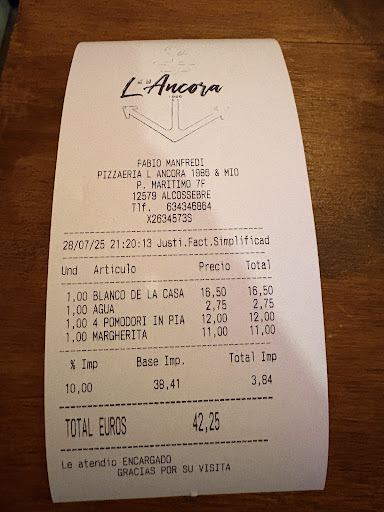 L'Ancora
FABIO MANFREDI
PIZZAERIA L ANCORA 1986 & MIO
P. MARITIMO 7F
12579 ALCOSSEBRE
Tlf. 634346864
X2634573S
28/07/25 21:20:13 Justi.Fact.Simplificad
Und Articulo Precio Total
1,00 BLANCO DE LA CASA 16,50 16,50
1,00 AGUA 2,75 2,75
1,00 4 POMODORI IN PIA 12,00 12,00
1,00 MARGHERITA 11,00 11,00
% Imp Base Imp. Total Imp
10,00 38,41 3,84
TOTAL EUROS 42,25
Le atendio ENCARGADO
GRACIAS POR SU VISITA